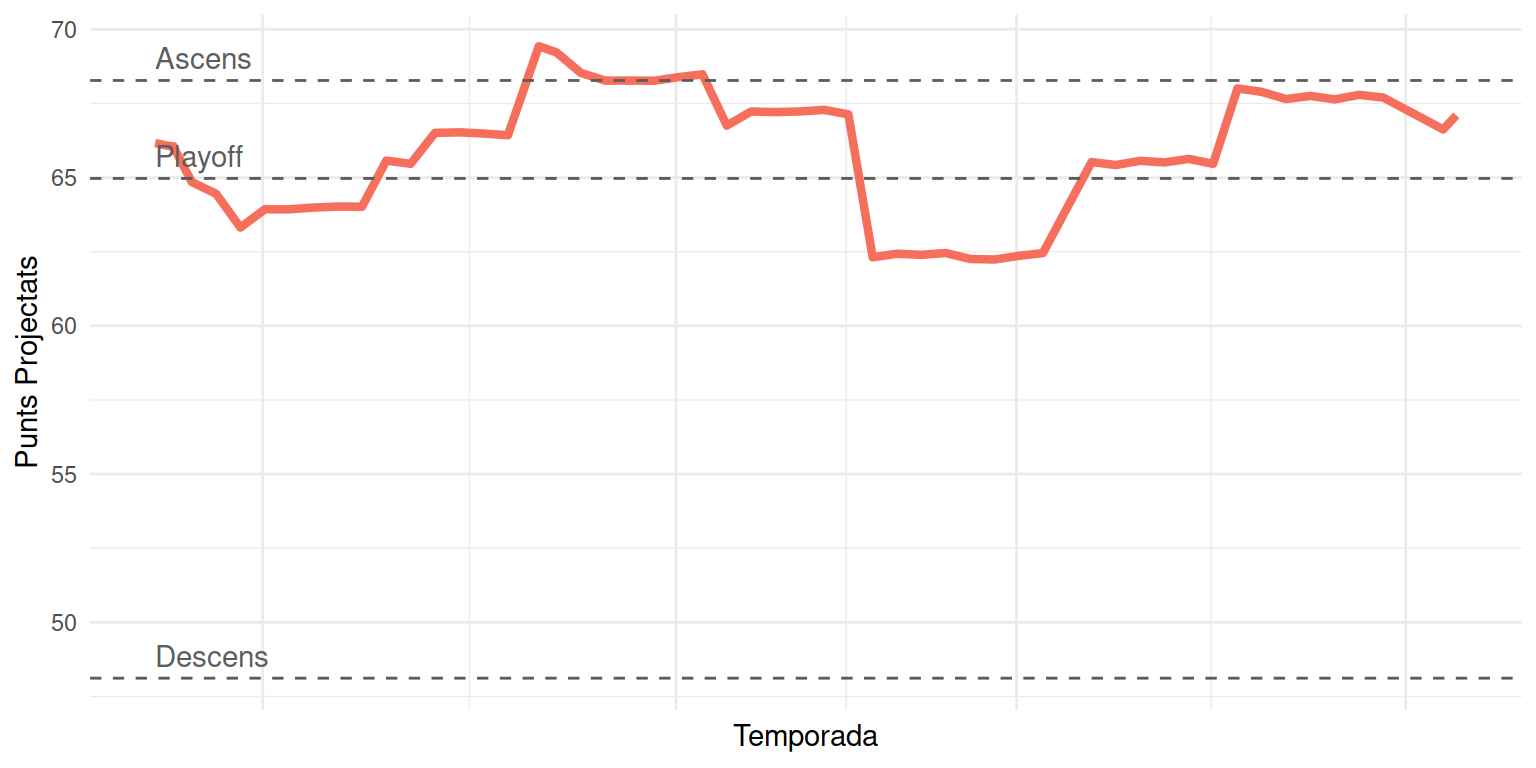 70
Ascens
Playoff
65
Punts Projectats
60
55
50
Descens
Temporada